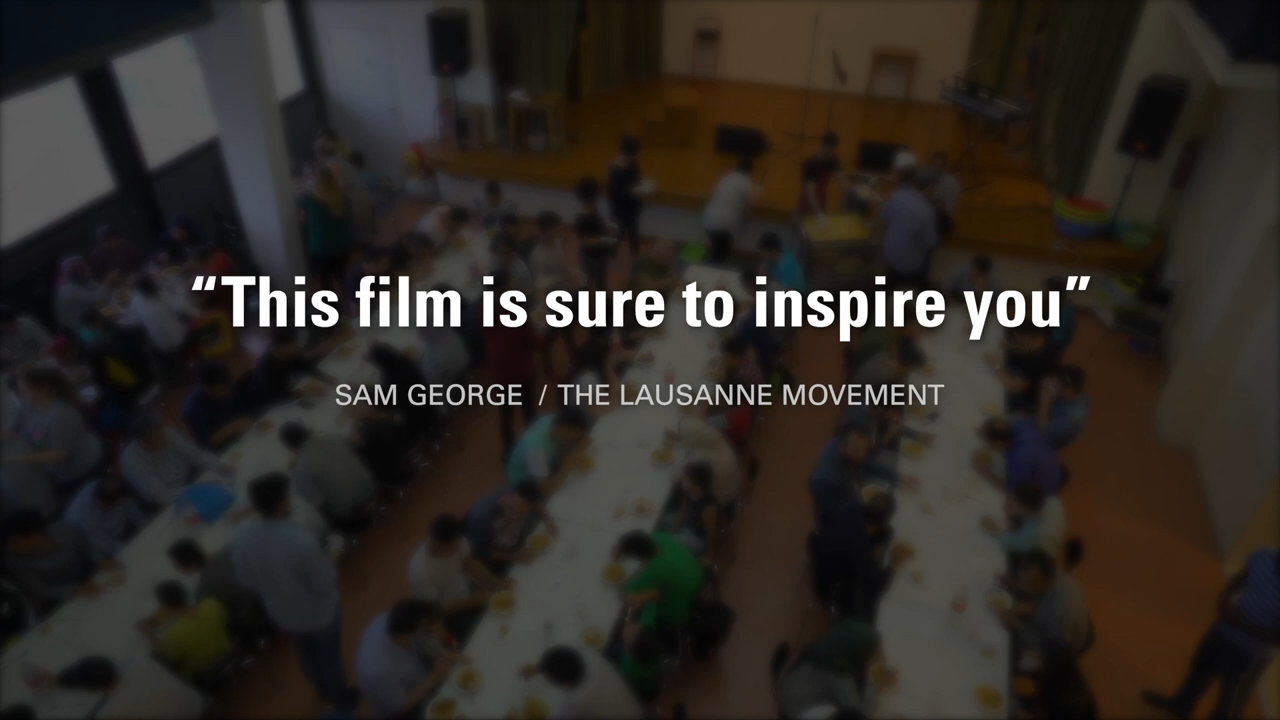 “This film is sure to inspire you”
SAM GEORGE / THE LAUSANNE MOVEMENT